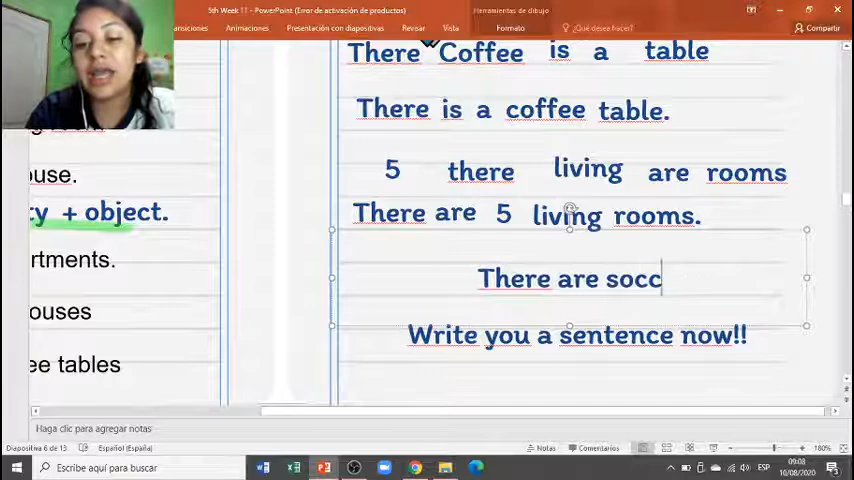 5th Week 11 - PowerPoint (Error de activación de productos)
Herramientas de dibujo
Animaciones Presentación con diapositivas Revisar Vista Formato ¿Qué desea hacer? Compartir
There Coffee is a table
There is a coffee table.
5 there living are rooms
ouse.
There are 5 living rooms.
ty + object.
rtments.
There are socc
ouses
Write you a sentence now!!
ee tables
Haga clic para agregar notas
Diapositiva 6 de 13 Español (España) Notas Comentarios 180%
Escribe aquí para buscar
ESP
09:08
10/08/2020